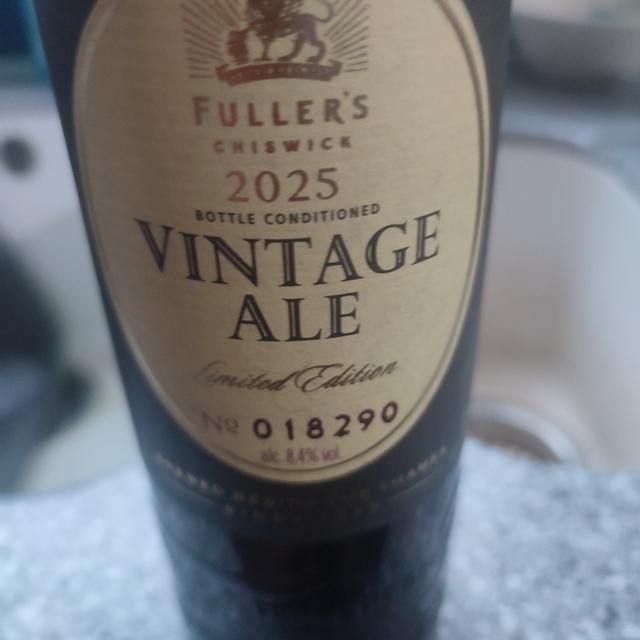 FULLER'S
CHISWICK
2025
BOTTLE CONDITIONED
VINTAGE
ALE
Limited Edition
No 018290
alc 8.4% vol